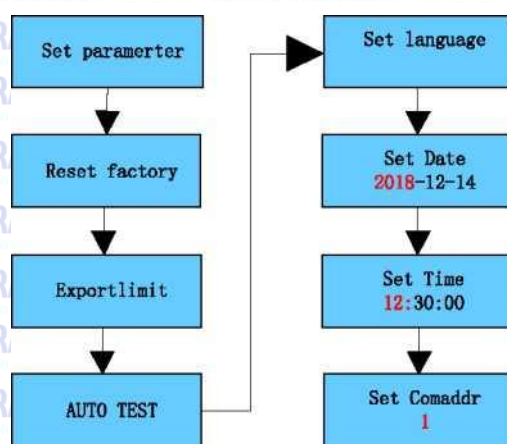 Set paramerter
Reset factory
Exportlimit
AUTO TEST
Set language
Set Date
2018-12-14
Set Time
12:30:00
Set Comaddr
1